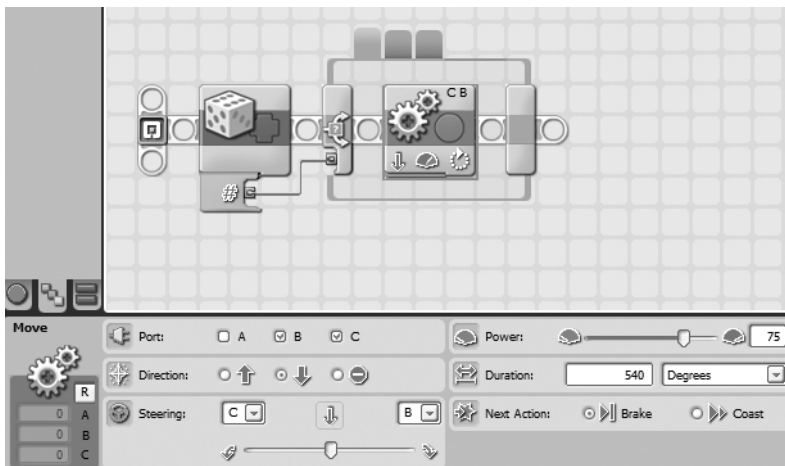 C B
#
Move
R
0 A
0 B
0 C
Port: A B C
Direction:
Steering: C B
Power: 75
Duration: 540 Degrees
Next Action: Brake Coast